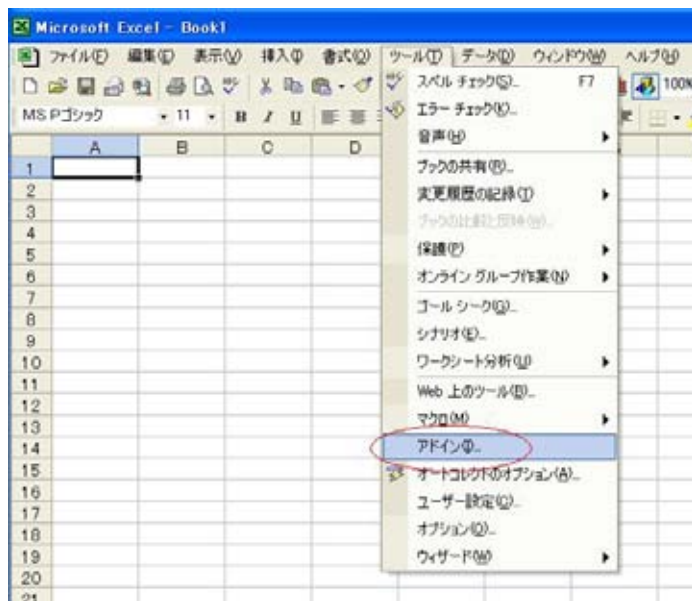 Microsoft Excel - Book1
ファイル(F) 編集(E) 表示(V) 挿入(I) 書式(O) ツール(T) データ(D) ウィンドウ(W) ヘルプ(H)
100%
MS Pゴシック 11 B I U
A B C D
1
2
3
4
5
6
7
8
9
10
11
12
13
14
15
16
17
18
19
20
21
スペル チェック(S)... F7
エラー チェック(K)...
音声(H)
ブックの共有(R)...
変更履歴の記録(T)
ブックの比較と反映(W)...
保護(P)
オンライン グループ作業(N)
ゴール シーク(G)...
シナリオ(E)...
ワークシート分析(U)
Web 上のツール(B)...
マクロ(M)
アドイン(I)...
オートコレクトのオプション(A)...
ユーザー設定(C)...
オプション(O)...
ウィザード(W)